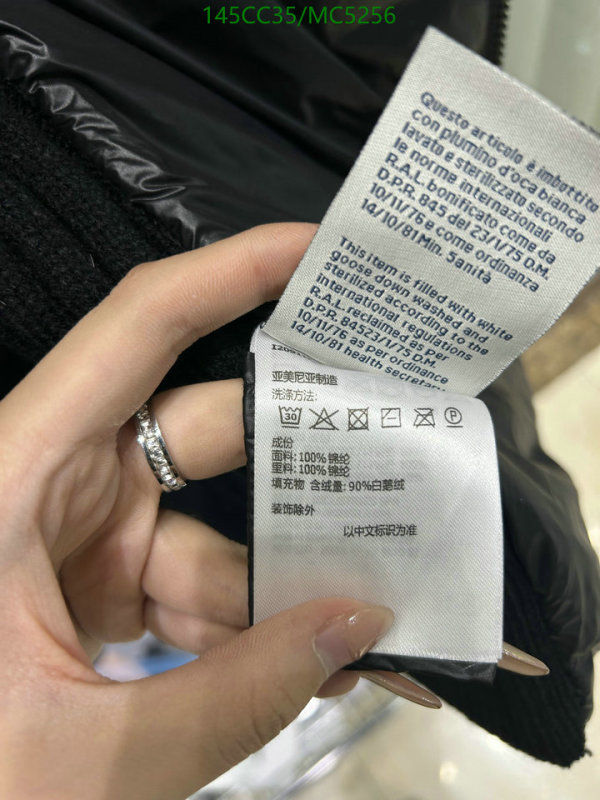 145CC35/MC5256
Questo articolo è imbottito
con plumino d'oca bianca
lavato e sterilizzato secondo
le norme internazionali
R.A.L. bonificato come da
D.P.R. 845 del 23/1/75 D.M.
10/11/76 e come ordinanza
14/10/81 Min. Sanità
This item is filled with white
goose down washed and
sterilized according to the
international regulations
R.A.L. reclaimed as per
D.P.R. 84523/1/75 D.M.
10/11/76 as per ordinance
14/10/81 health secretary
亚美尼亚制造
洗涤方法:
30 P
成份
面料: 100% 锦纶
里料: 100% 锦纶
填充物 含绒量: 90%白鹅绒
装饰除外
以中文标识为准